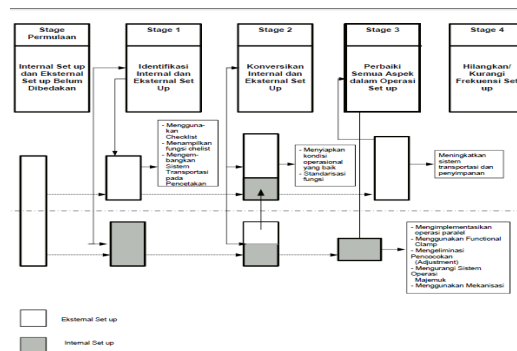 Stage
Permulaan
Internal Set up
dan Eksternal
Set up Belum
Dibedakan
Stage 1
Identifikasi
Internal dan
Eksternal Set
Up
Stage 2
Konversikan
Internal dan
Eksternal Set
Up
Stage 3
Perbaiki
Semua Aspek
dalam Operasi
Set up
Stage 4
Hilangkan/
Kurangi
Frekuensi Set
up
- Mengguna-
kan
Checklist
- Menampilkan
fungsi chelist
- Mengem-
bangkan
Sistem
Transportasi
pada
Pencetakan
- Menyiapkan
kondisi
operasional
yang baik
- Standarisasi
fungsi
Meningkatkan
sistem
transportasi dan
penyimpanan
- Mengimplementasikan
operasi paralel
- Menggunakan Functional
Clamp
- Mengeliminasi
Pencocokan
(Adjustment)
- Mengurangi Sistem
Operasi
Majemuk
- Menggunakan Mekanisasi
Eksternal Set up
Internal Set up